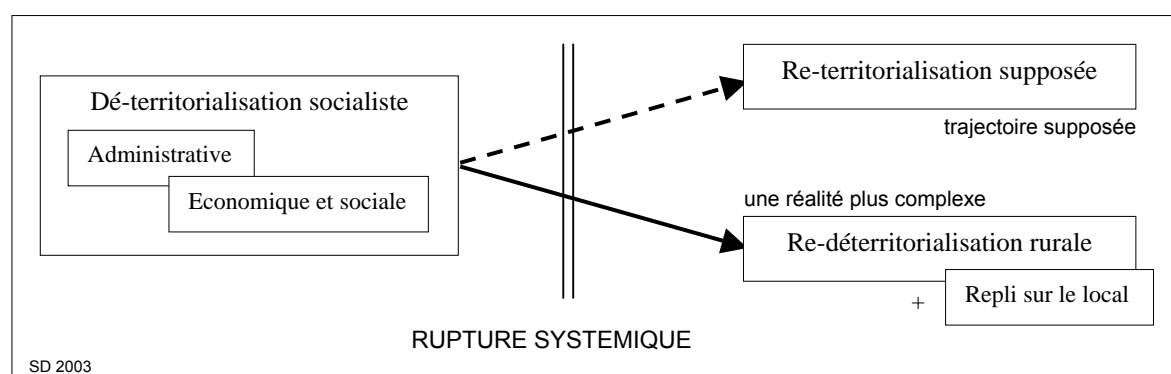 Dé-territorialisation socialiste
Administrative
Economique et sociale
Re-territorialisation supposée
trajectoire supposée
une réalité plus complexe
Re-déterritorialisation rurale
+
Repli sur le local
RUPTURE SYSTEMIQUE
SD 2003